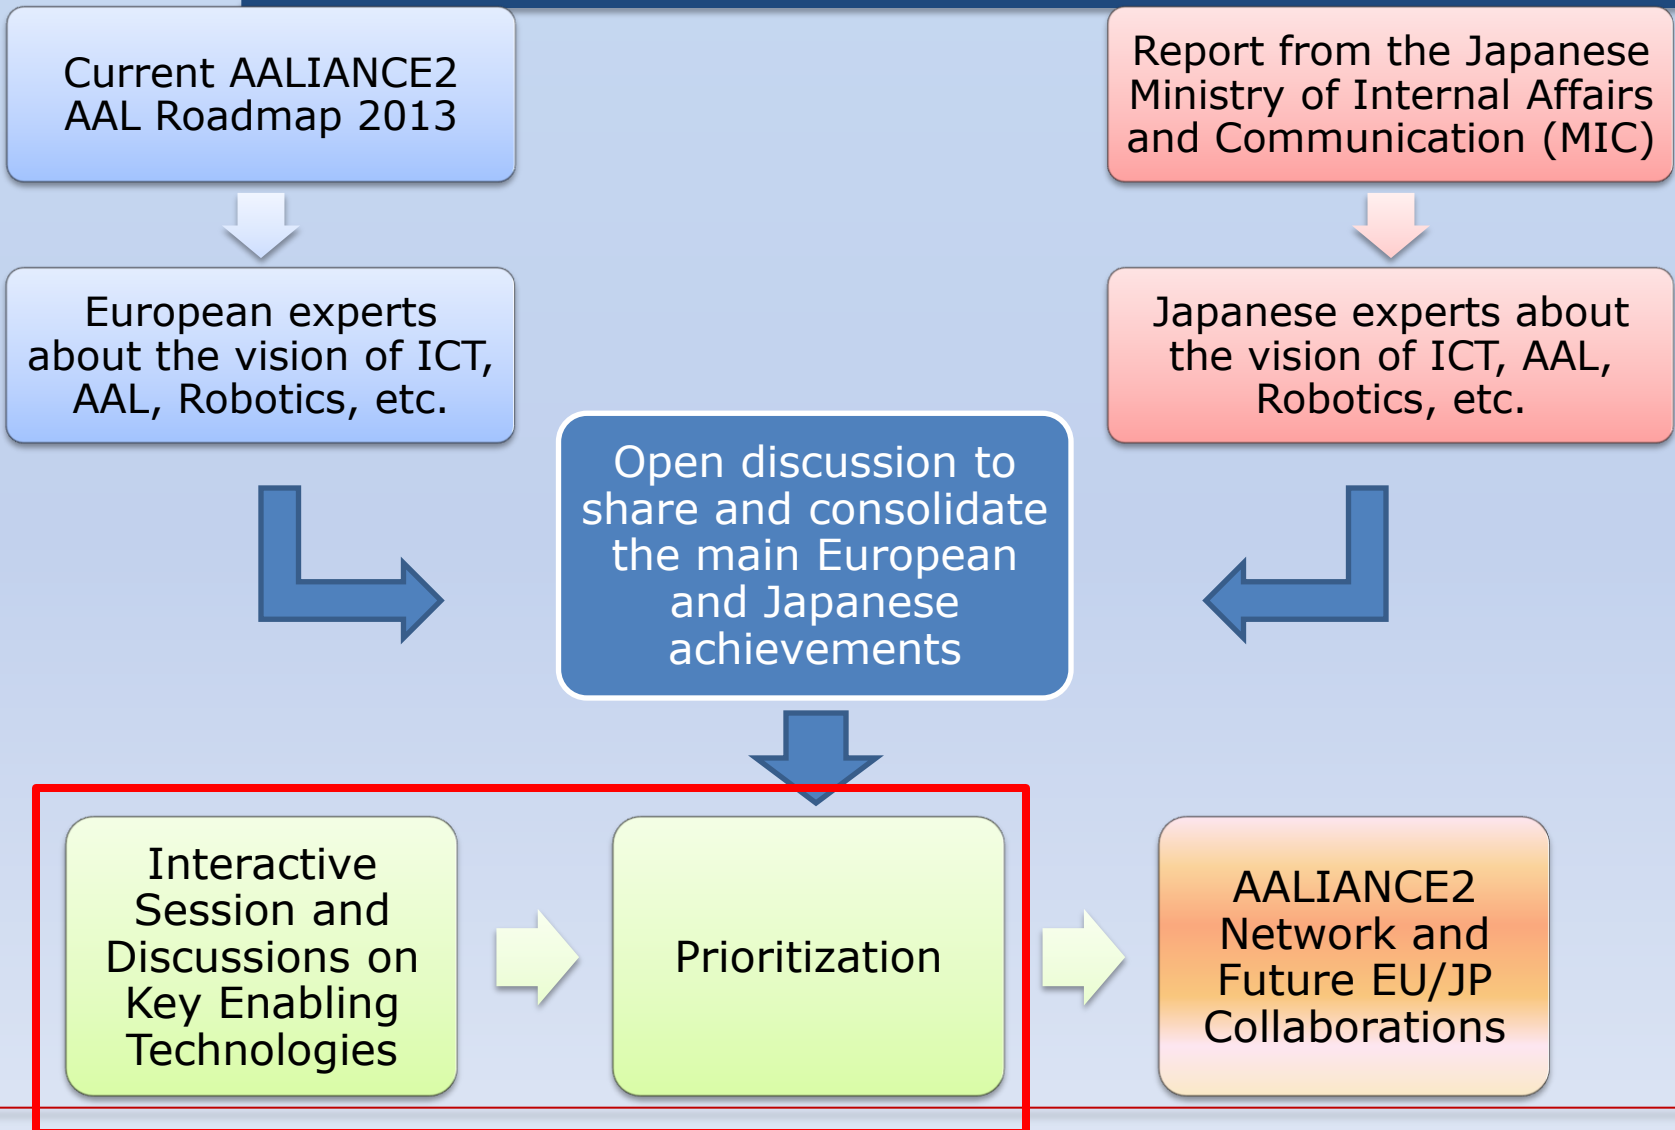 Current AALIANCE2
AAL Roadmap 2013
Report from the Japanese
Ministry of Internal Affairs
and Communication (MIC)
European experts
about the vision of ICT,
AAL, Robotics, etc.
Japanese experts about
the vision of ICT, AAL,
Robotics, etc.
Open discussion to
share and consolidate
the main European
and Japanese
achievements
Interactive
Session and
Discussions on
Key Enabling
Technologies
Prioritization
AALIANCE2
Network and
Future EU/JP
Collaborations